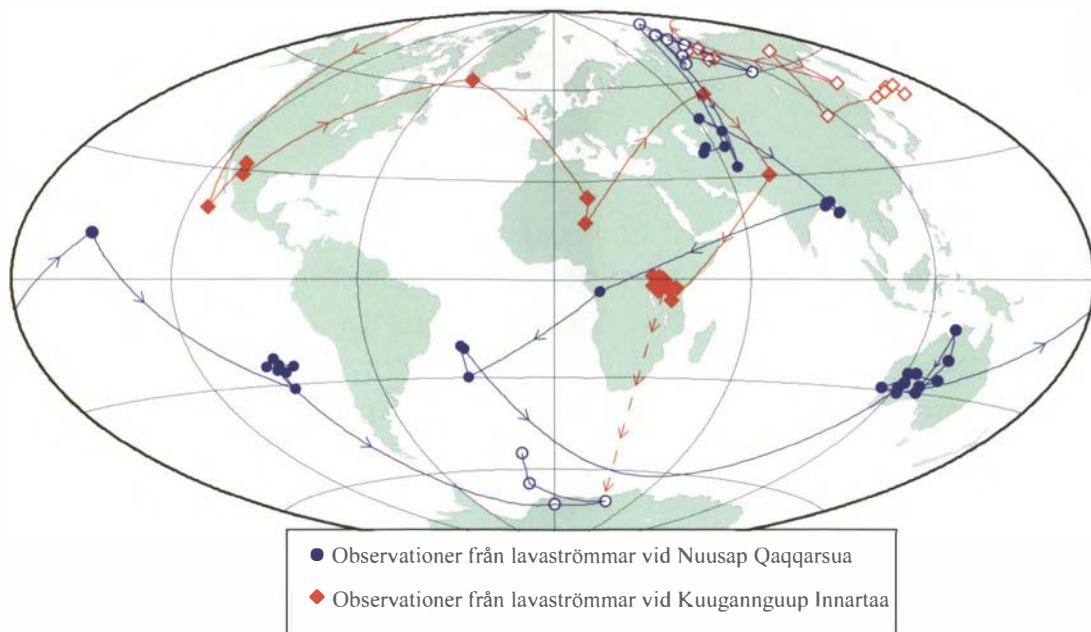 Observationer från lavaströmmar vid Nuusap Qaqqarsua
Observationer från lavaströmmar vid Kuugannguup Innartaa